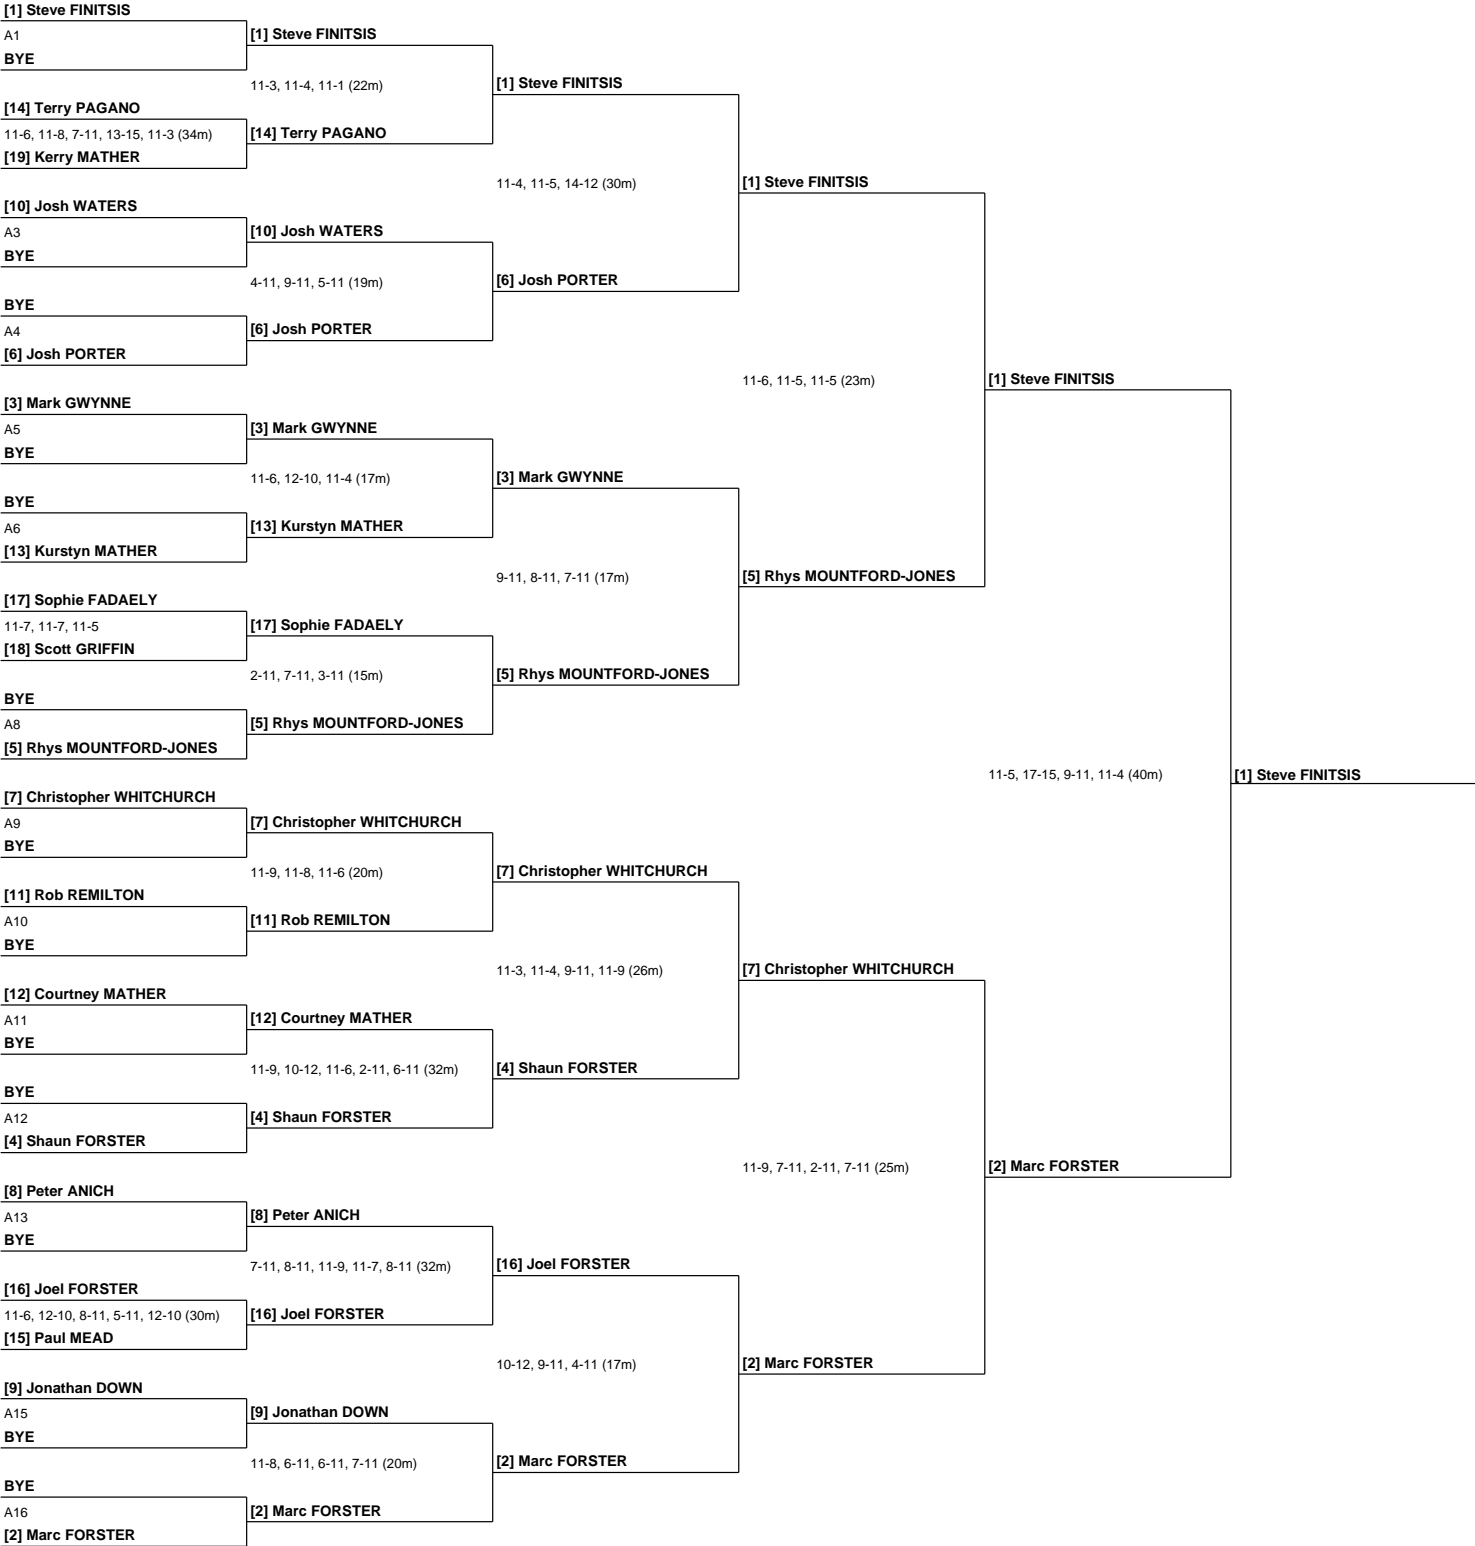 [1] Steve FINITSIS
A1
BYE
[14] Terry PAGANO
11-6, 11-8, 7-11, 13-15, 11-3 (34m)
[19] Kerry MATHER
[10] Josh WATERS
A3
BYE
BYE
A4
[6] Josh PORTER
[3] Mark GWYNNE
A5
BYE
BYE
A6
[13] Kurstyn MATHER
[17] Sophie FADAELY
11-7, 11-7, 11-5
[18] Scott GRIFFIN
BYE
A8
[5] Rhys MOUNTFORD-JONES
[7] Christopher WHITCHURCH
A9
BYE
[11] Rob REMILTON
A10
BYE
[12] Courtney MATHER
A11
BYE
BYE
A12
[4] Shaun FORSTER
[8] Peter ANICH
A13
BYE
[16] Joel FORSTER
11-6, 12-10, 8-11, 5-11, 12-10 (30m)
[15] Paul MEAD
[9] Jonathan DOWN
A15
BYE
BYE
A16
[2] Marc FORSTER
[1] Steve FINITSIS
11-3, 11-4, 11-1 (22m)
[14] Terry PAGANO
[10] Josh WATERS
4-11, 9-11, 5-11 (19m)
[6] Josh PORTER
[3] Mark GWYNNE
11-6, 12-10, 11-4 (17m)
[13] Kurstyn MATHER
[17] Sophie FADAELY
2-11, 7-11, 3-11 (15m)
[5] Rhys MOUNTFORD-JONES
[7] Christopher WHITCHURCH
11-9, 11-8, 11-6 (20m)
[11] Rob REMILTON
[12] Courtney MATHER
11-9, 10-12, 11-6, 2-11, 6-11 (32m)
[4] Shaun FORSTER
[8] Peter ANICH
7-11, 8-11, 11-9, 11-7, 8-11 (32m)
[16] Joel FORSTER
[9] Jonathan DOWN
11-8, 6-11, 6-11, 7-11 (20m)
[2] Marc FORSTER
[1] Steve FINITSIS
11-4, 11-5, 14-12 (30m)
[6] Josh PORTER
[3] Mark GWYNNE
9-11, 8-11, 7-11 (17m)
[5] Rhys MOUNTFORD-JONES
[7] Christopher WHITCHURCH
11-3, 11-4, 9-11, 11-9 (26m)
[4] Shaun FORSTER
[16] Joel FORSTER
10-12, 9-11, 4-11 (17m)
[2] Marc FORSTER
[1] Steve FINITSIS
11-6, 11-5, 11-5 (23m)
[5] Rhys MOUNTFORD-JONES
[7] Christopher WHITCHURCH
11-9, 7-11, 2-11, 7-11 (25m)
[2] Marc FORSTER
[1] Steve FINITSIS
11-5, 17-15, 9-11, 11-4 (40m)
[2] Marc FORSTER
[1] Steve FINITSIS